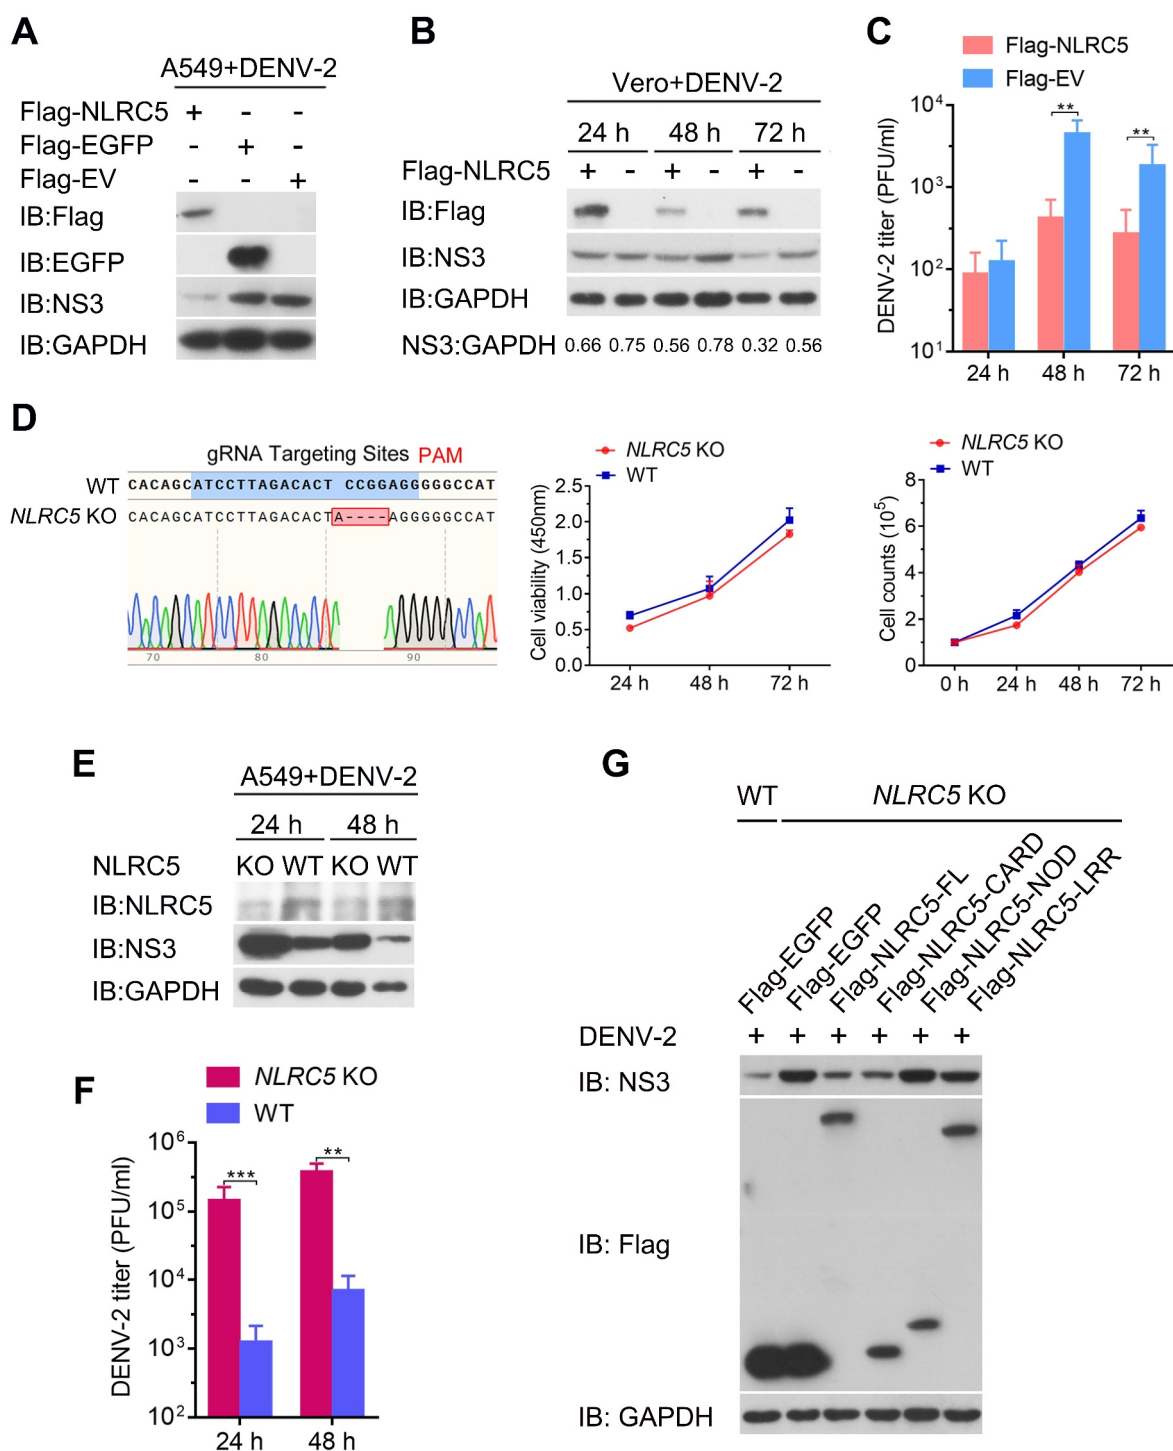 A
A549+DENV-2
Flag-NLRC5 + - -
Flag-EGFP - + -
Flag-EV - - +
IB:Flag
IB:EGFP
IB:NS3
IB:GAPDH
B
Vero+DENV-2
24 h 48 h 72 h
Flag-NLRC5 + - + - + -
IB:Flag
IB:NS3
IB:GAPDH
NS3:GAPDH 0.66 0.75 0.56 0.78 0.32 0.56
C
Flag-NLRC5
Flag-EV
DENV-2 titer (PFU/ml)
10⁴
10³
10²
10¹
**
**
24 h 48 h 72 h
D
gRNA Targeting Sites PAM
WT CACAGCATCCTTAGACACT CCGGAGGGGGCCAT
NLRC5 KO CACAGCATCCTTAGACACTA----AGGGGGCCAT
70 80 90
NLRC5 KO
WT
Cell viability (450nm)
2.5
2.0
1.5
1.0
0.5
0.0
24 h 48 h 72 h
NLRC5 KO
WT
Cell counts (10⁵)
8
6
4
2
0
0 h 24 h 48 h 72 h
E
A549+DENV-2
24 h 48 h
NLRC5 KO WT KO WT
IB:NLRC5
IB:NS3
IB:GAPDH
F
NLRC5 KO
WT
DENV-2 titer (PFU/ml)
10⁶
10⁵
10⁴
10³
10²
***
**
24 h 48 h
G
WT NLRC5 KO
Flag-EGFP
Flag-EGFP
Flag-NLRC5-FL
Flag-NLRC5-CARD
Flag-NLRC5-NOD
Flag-NLRC5-LRR
DENV-2 + + + + + +
IB: NS3
IB: Flag
IB: GAPDH